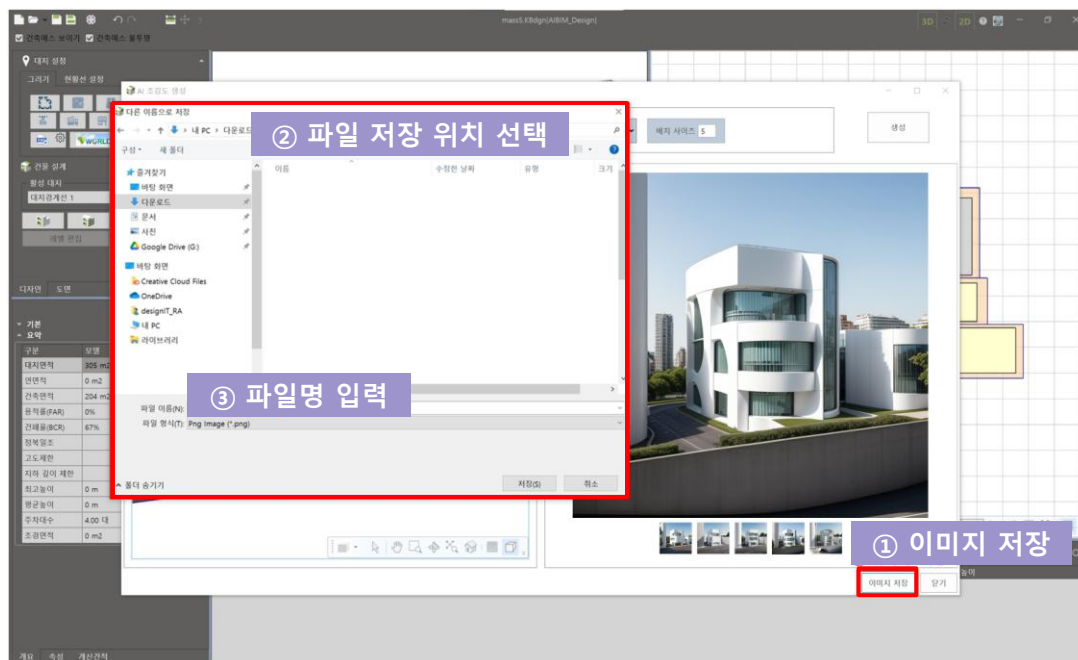 mass5.KBdgn[AIBIM_Design]
3D 2D
건축매스 보이기 건축매스 불투명
대지 설정
그리기 현황선 설정
AI 조감도 생성
다른 이름으로 저장
내 PC > 다운로드
② 파일 저장 위치 선택
배치 사이즈 5
생성
구성 새 폴더
이름 수정한 날짜 유형 크기
즐겨찾기
바탕 화면
다운로드
문서
사진
Google Drive (G:)
바탕 화면
Creative Cloud Files
OneDrive
designIT_RA
내 PC
라이브러리
건물 설계
활성 대지
대지경계선 1
레벨 편집
디자인 도면
기본
요약
구분 모델
대지면적 305 m2
연면적 0 m2
건축면적 204 m2
용적률(FAR) 0%
건폐율(BCR) 67%
정북일조
고도제한
지하 깊이 제한
최고높이 0 m
평균높이 0 m
주차대수 4.00 대
조경면적 0 m2
③ 파일명 입력
파일 이름(N):
파일 형식(T): Png Image (*.png)
폴더 숨기기
저장(S) 취소
① 이미지 저장
이미지 저장 닫기
높이
개요 속성 계산견적